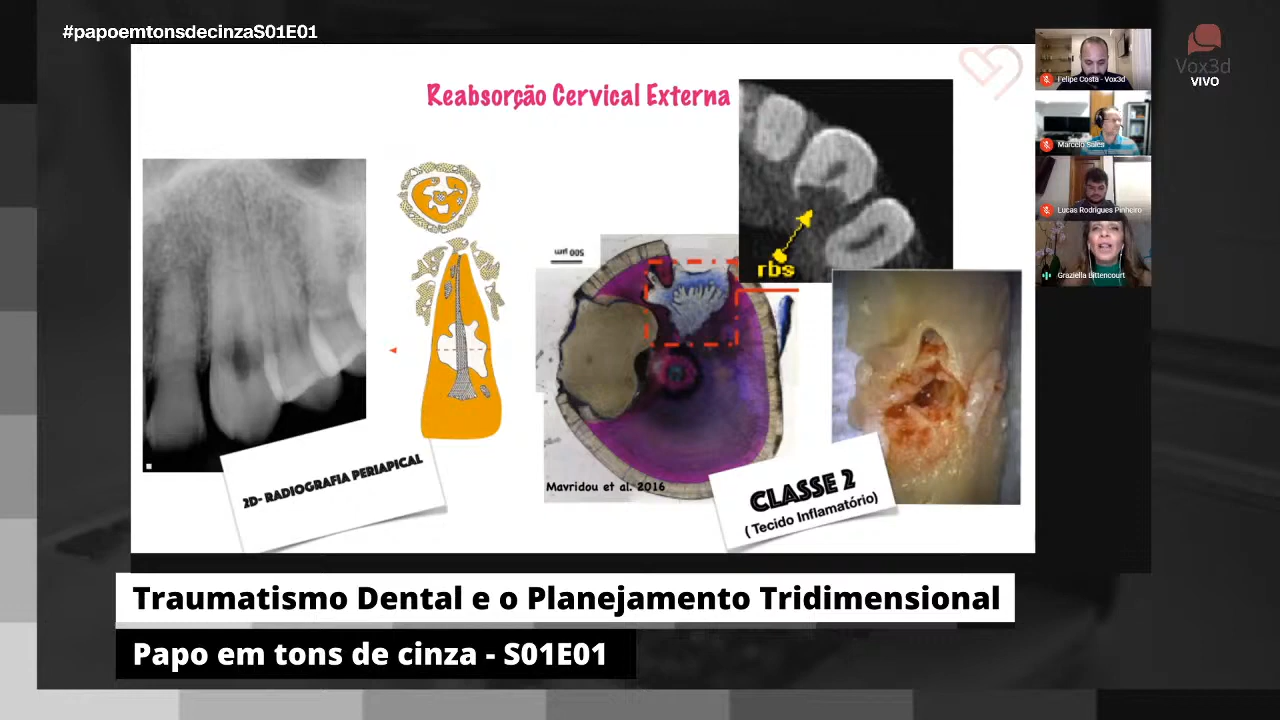 #papoemtonsdecinzaS01E01
Reabsorção Cervical Externa
rbs
500 µm
2D- RADIOGRAFIA PERIAPICAL
Mavridou et al. 2016
CLASSE 2
( Tecido Inflamatório)
Vox3d
VIVO
Felipe Costa - Vox3d
Marcelo Sales
Lucas Rodrigues Pinheiro
Graziella Bittencourt
Traumatismo Dental e o Planejamento Tridimensional
Papo em tons de cinza - S01E01